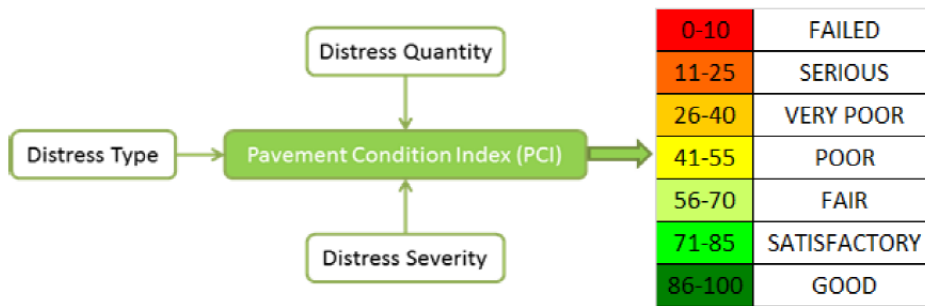 Distress Quantity
Distress Type
Pavement Condition Index (PCI)
Distress Severity
0-10 FAILED
11-25 SERIOUS
26-40 VERY POOR
41-55 POOR
56-70 FAIR
71-85 SATISFACTORY
86-100 GOOD